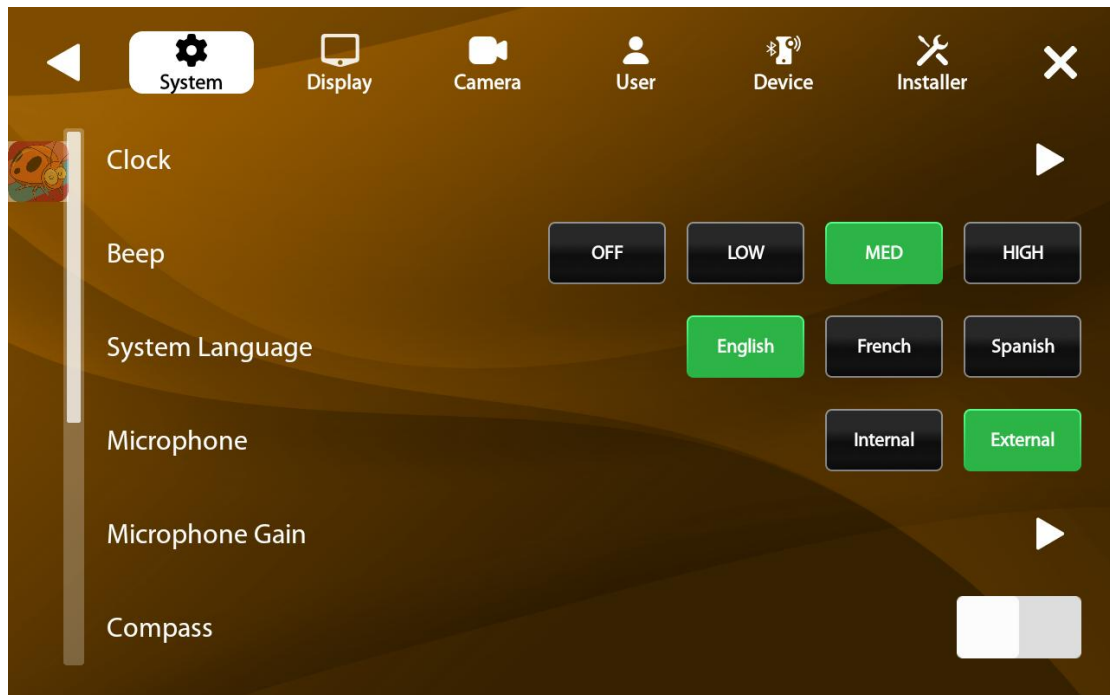 System Display Camera User Device Installer
Clock
Beep OFF LOW MED HIGH
System Language English French Spanish
Microphone Internal External
Microphone Gain
Compass